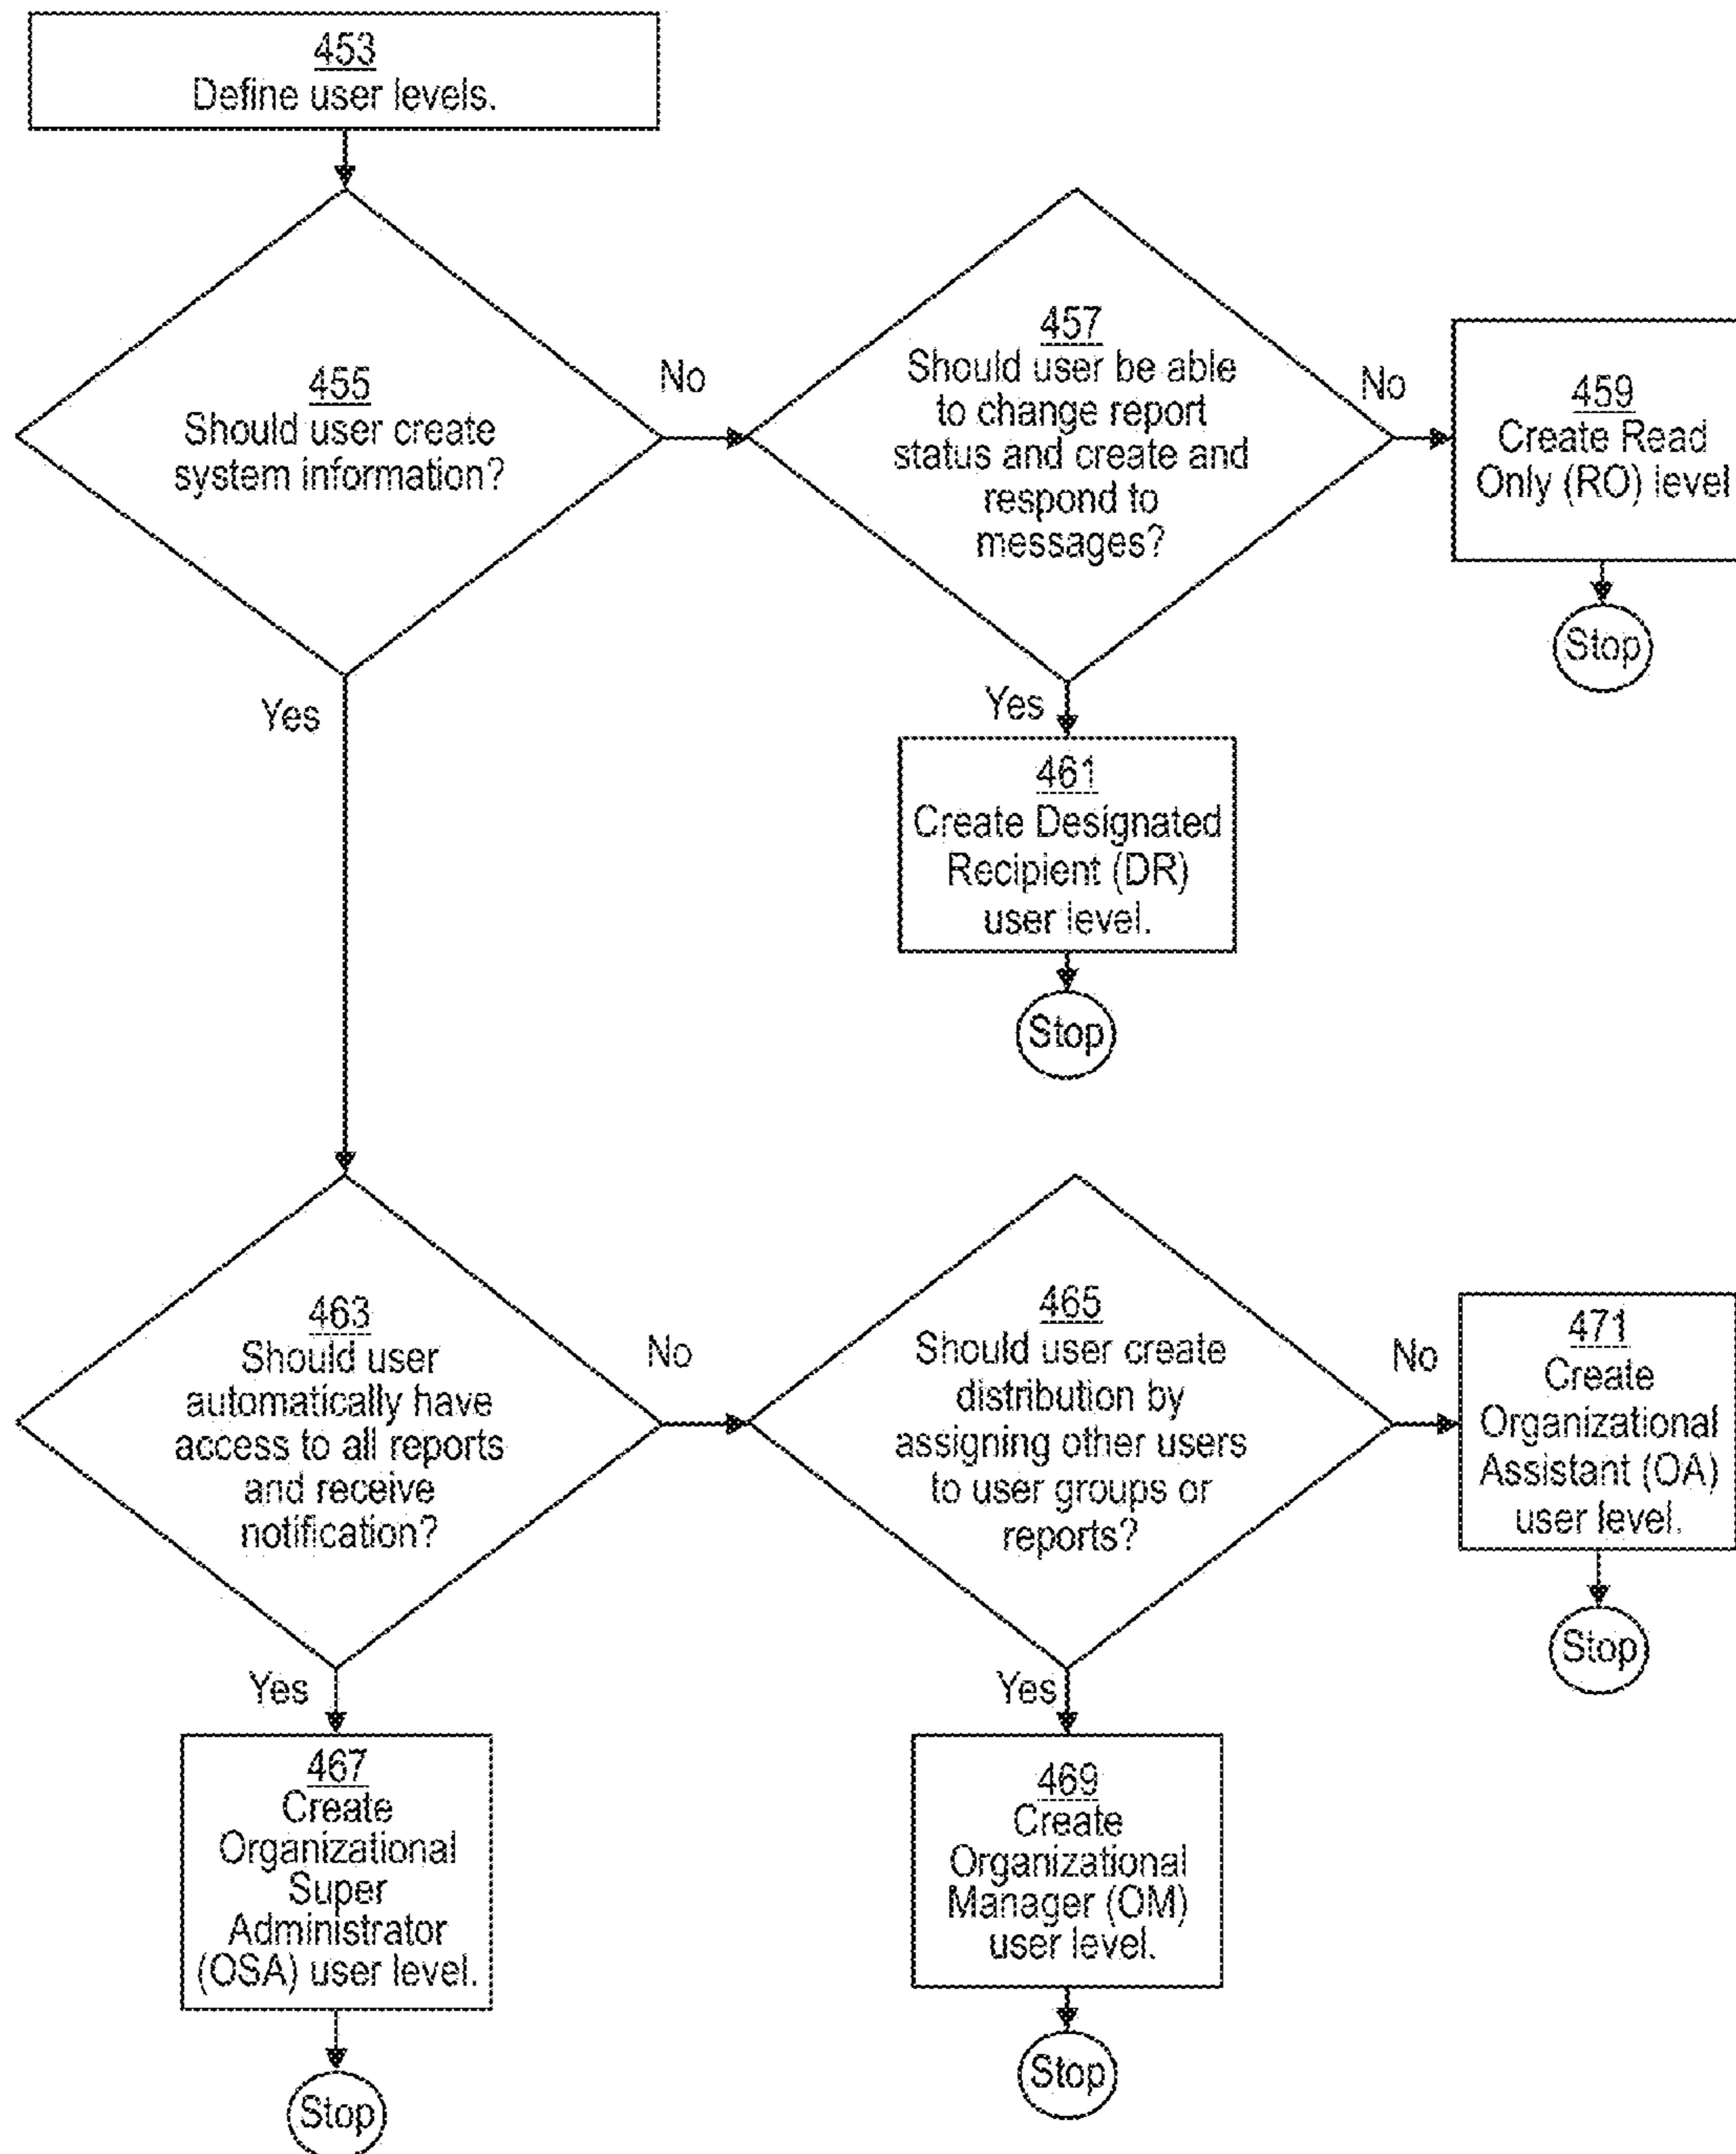 453
Define user levels.
455
Should user create
system information?
No
457
Should user be able
to change report
status and create and
respond to
messages?
No
459
Create Read
Only (RO) level
Stop
Yes
Yes
461
Create Designated
Recipient (DR)
user level.
Stop
463
Should user
automatically have
access to all reports
and receive
notification?
No
465
Should user create
distribution by
assigning other users
to user groups or
reports?
No
471
Create
Organizational
Assistant (OA)
user level.
Stop
Yes
467
Create
Organizational
Super
Administrator
(OSA) user level.
Stop
Yes
469
Create
Organizational
Manager (OM)
user level.
Stop